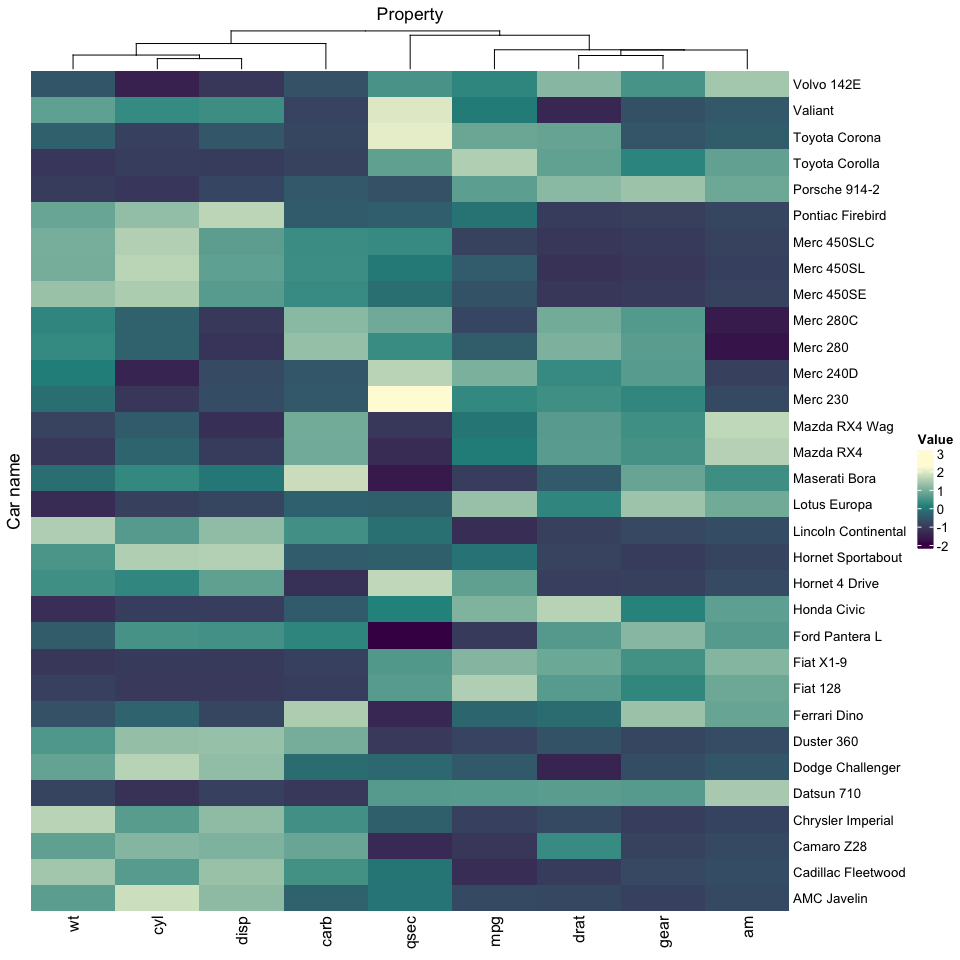 Property
Volvo 142E
Valiant
Toyota Corona
Toyota Corolla
Porsche 914-2
Pontiac Firebird
Merc 450SLC
Merc 450SL
Merc 450SE
Merc 280C
Merc 280
Merc 240D
Merc 230
Mazda RX4 Wag
Mazda RX4
Maserati Bora
Lotus Europa
Lincoln Continental
Hornet Sportabout
Hornet 4 Drive
Honda Civic
Ford Pantera L
Fiat X1-9
Fiat 128
Ferrari Dino
Duster 360
Dodge Challenger
Datsun 710
Chrysler Imperial
Camaro Z28
Cadillac Fleetwood
AMC Javelin
Car name
wt
cyl
disp
carb
qsec
mpg
drat
gear
am
Value
3
2
1
0
-1
-2